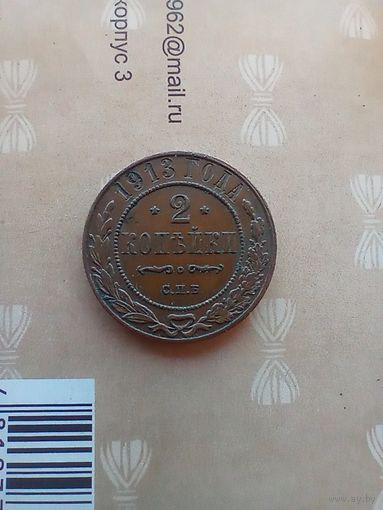 962@mail.ru
корпус 3
1913 ГОДА
* 2 *
КОПѢЙКИ
С.П.Б
www.ay.by